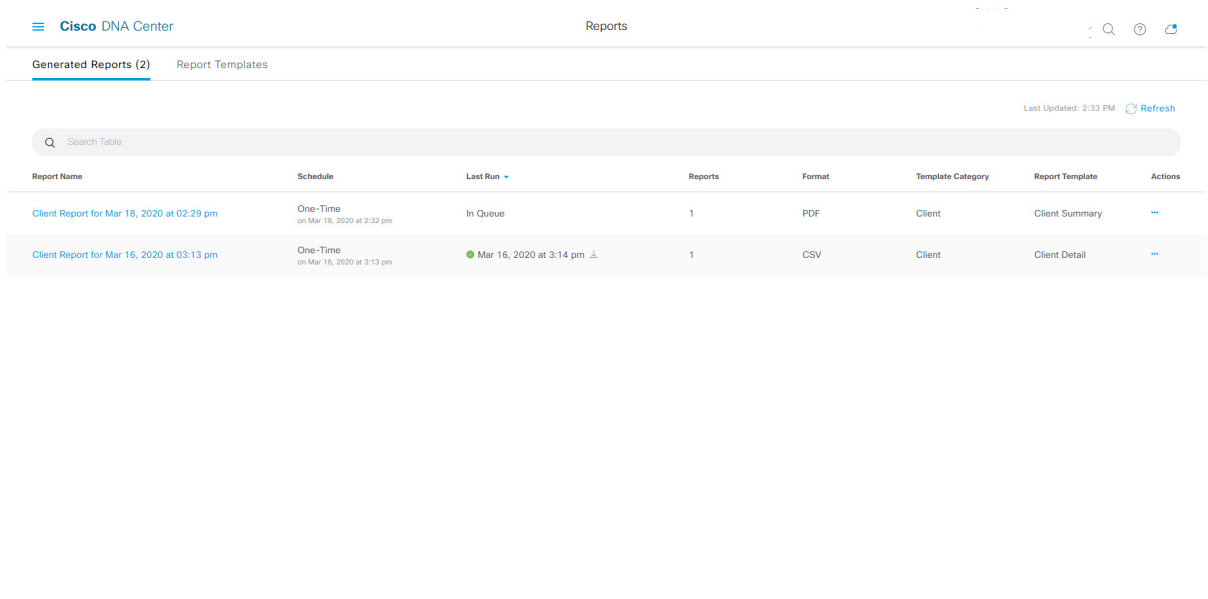 Cisco DNA Center Reports
Generated Reports (2) Report Templates
Last Updated: 2:33 PM Refresh
Search Table
Report Name Schedule Last Run Reports Format Template Category Report Template Actions
Client Report for Mar 18, 2020 at 02:29 pm One-Time In Queue 1 PDF Client Client Summary
on Mar 18, 2020 at 2:32 pm
Client Report for Mar 16, 2020 at 03:13 pm One-Time Mar 16, 2020 at 3:14 pm 1 CSV Client Client Detail
on Mar 16, 2020 at 3:13 pm